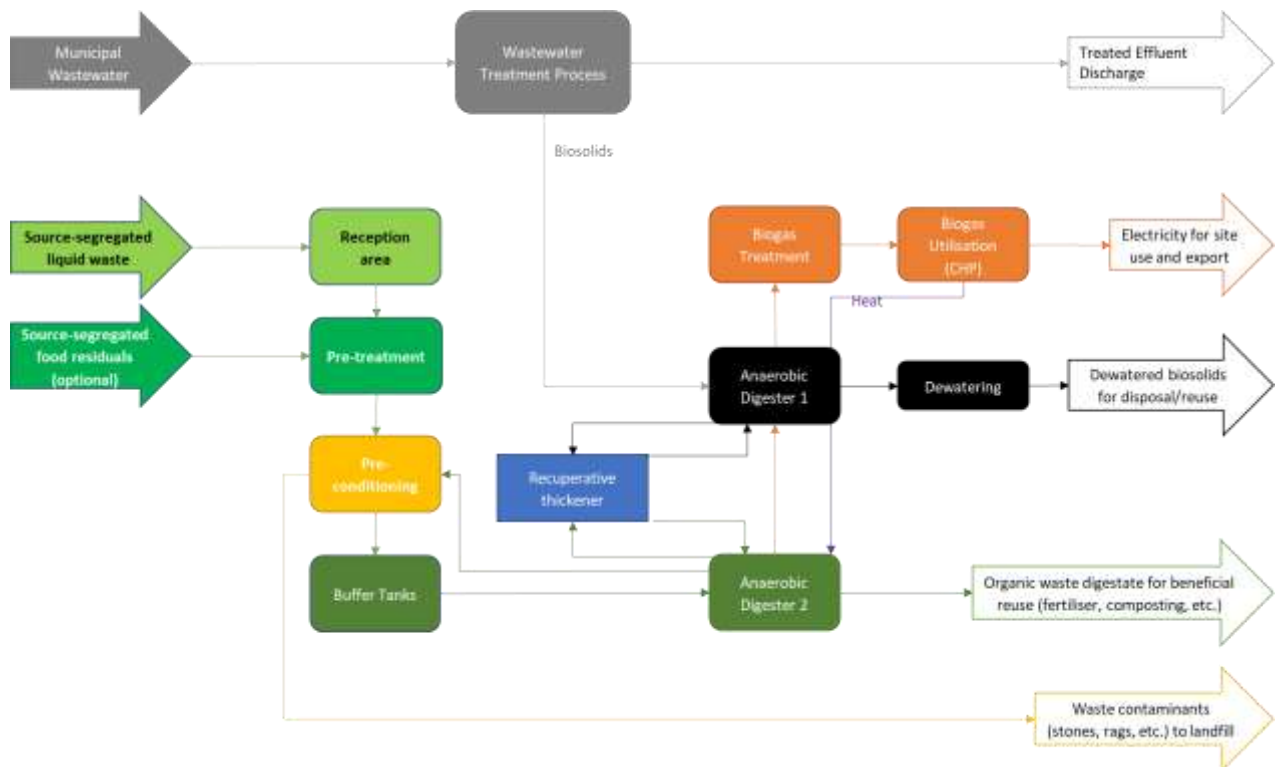 Municipal
Wastewater
Wastewater
Treatment Process
Treated Effluent
Discharge
Biosolids
Source-segregated
liquid waste
Reception
area
Biogas
Treatment
Biogas
Utilisation
(CHP)
Electricity for site
use and export
Heat
Source-segregated
food residuals
(optional)
Pre-treatment
Anaerobic
Digester 1
Dewatering
Dewatered biosolids
for disposal/reuse
Pre-
conditioning
Recuperative
thickener
Buffer Tanks
Anaerobic
Digester 2
Organic waste digestate for beneficial
reuse (fertiliser, composting, etc.)
Waste contaminants
(stones, rags, etc.) to landfill